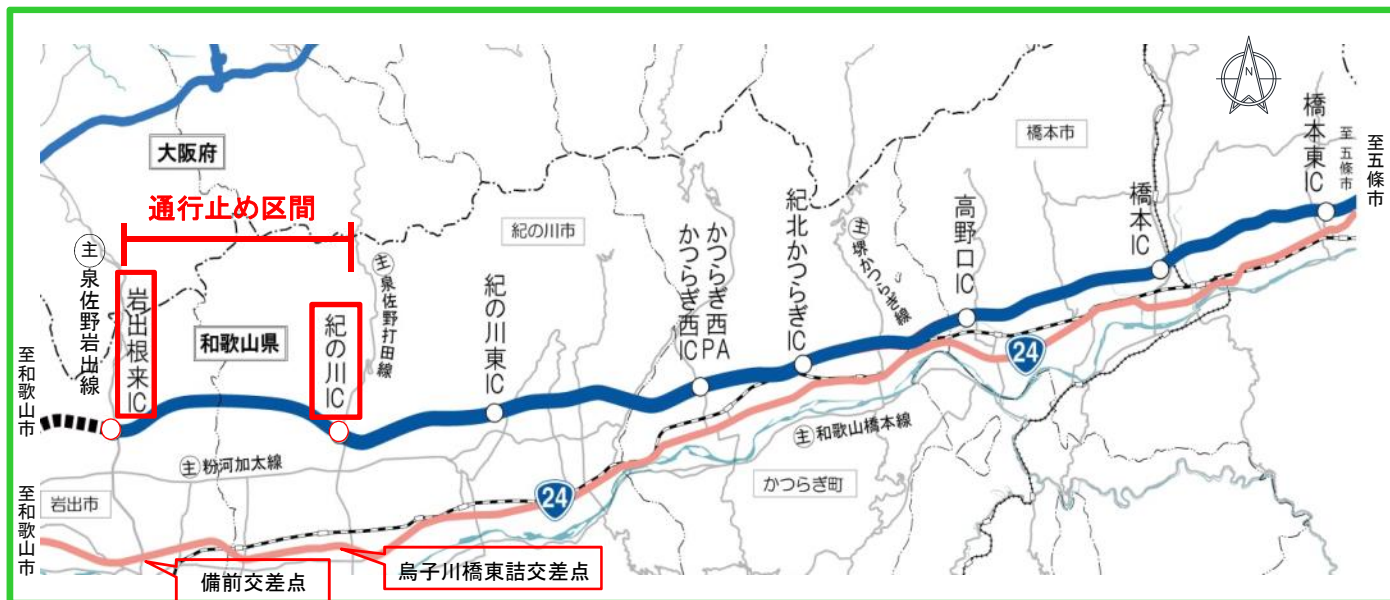 N
大阪府
通行止め区間
主 泉佐野岩出線
岩出根来IC
和歌山県
紀の川IC
主 泉佐野打田線
紀の川市
紀の川東IC
かつらぎ西IC
かつらぎ西PA
紀北かつらぎIC
主 堺かつらぎ線
高野口IC
橋本市
橋本IC
橋本東IC
至五條市
至五條市
至和歌山市
至和歌山市
主 粉河加太線
岩出市
24
24
主 和歌山橋本線
かつらぎ町
備前交差点
烏子川橋東詰交差点